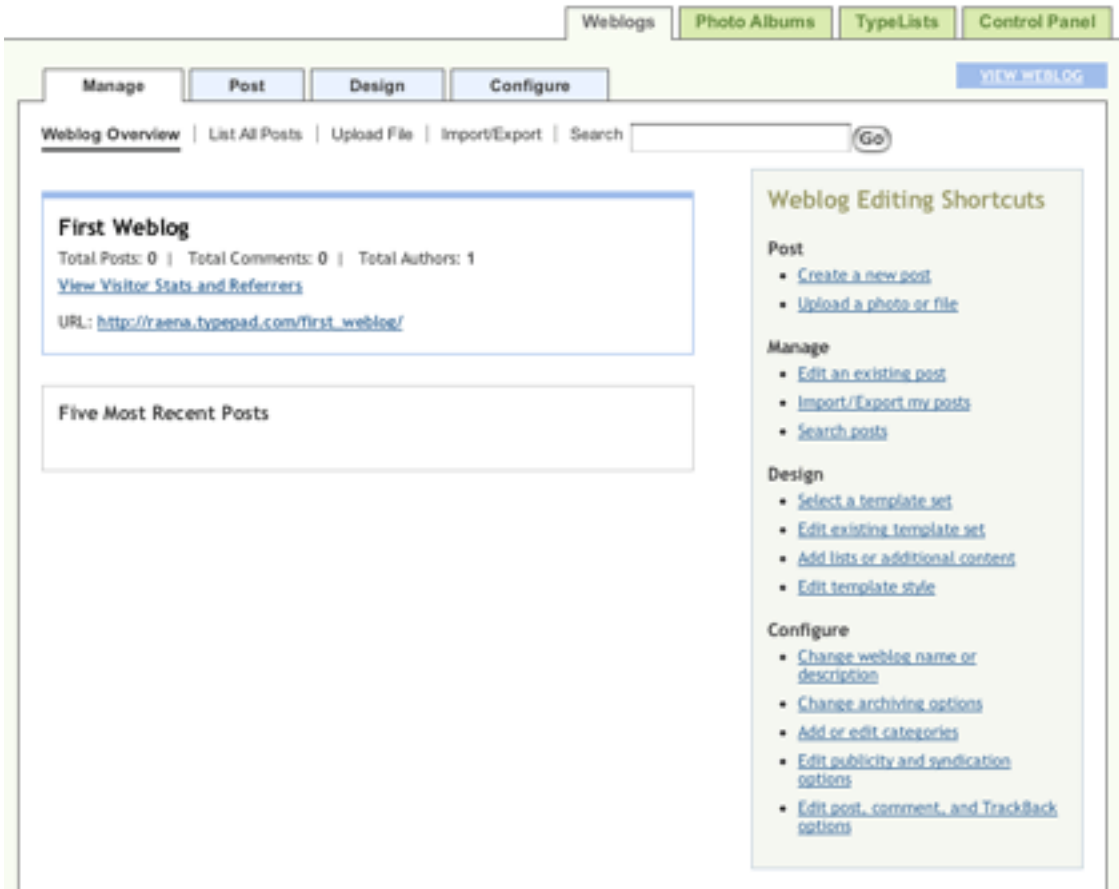 Weblogs Photo Albums TypeLists Control Panel
Manage Post Design Configure VIEW WEBLOG
Weblog Overview | List All Posts | Upload File | Import/Export | Search Go
First Weblog
Total Posts: 0 | Total Comments: 0 | Total Authors: 1
View Visitor Stats and Referrers
URL: http://raena.typepad.com/first_weblog/
Five Most Recent Posts
Weblog Editing Shortcuts
Post
• Create a new post
• Upload a photo or file
Manage
• Edit an existing post
• Import/Export my posts
• Search posts
Design
• Select a template set
• Edit existing template set
• Add lists or additional content
• Edit template style
Configure
• Change weblog name or
description
• Change archiving options
• Add or edit categories
• Edit publicity and syndication
options
• Edit post, comment, and TrackBack
options